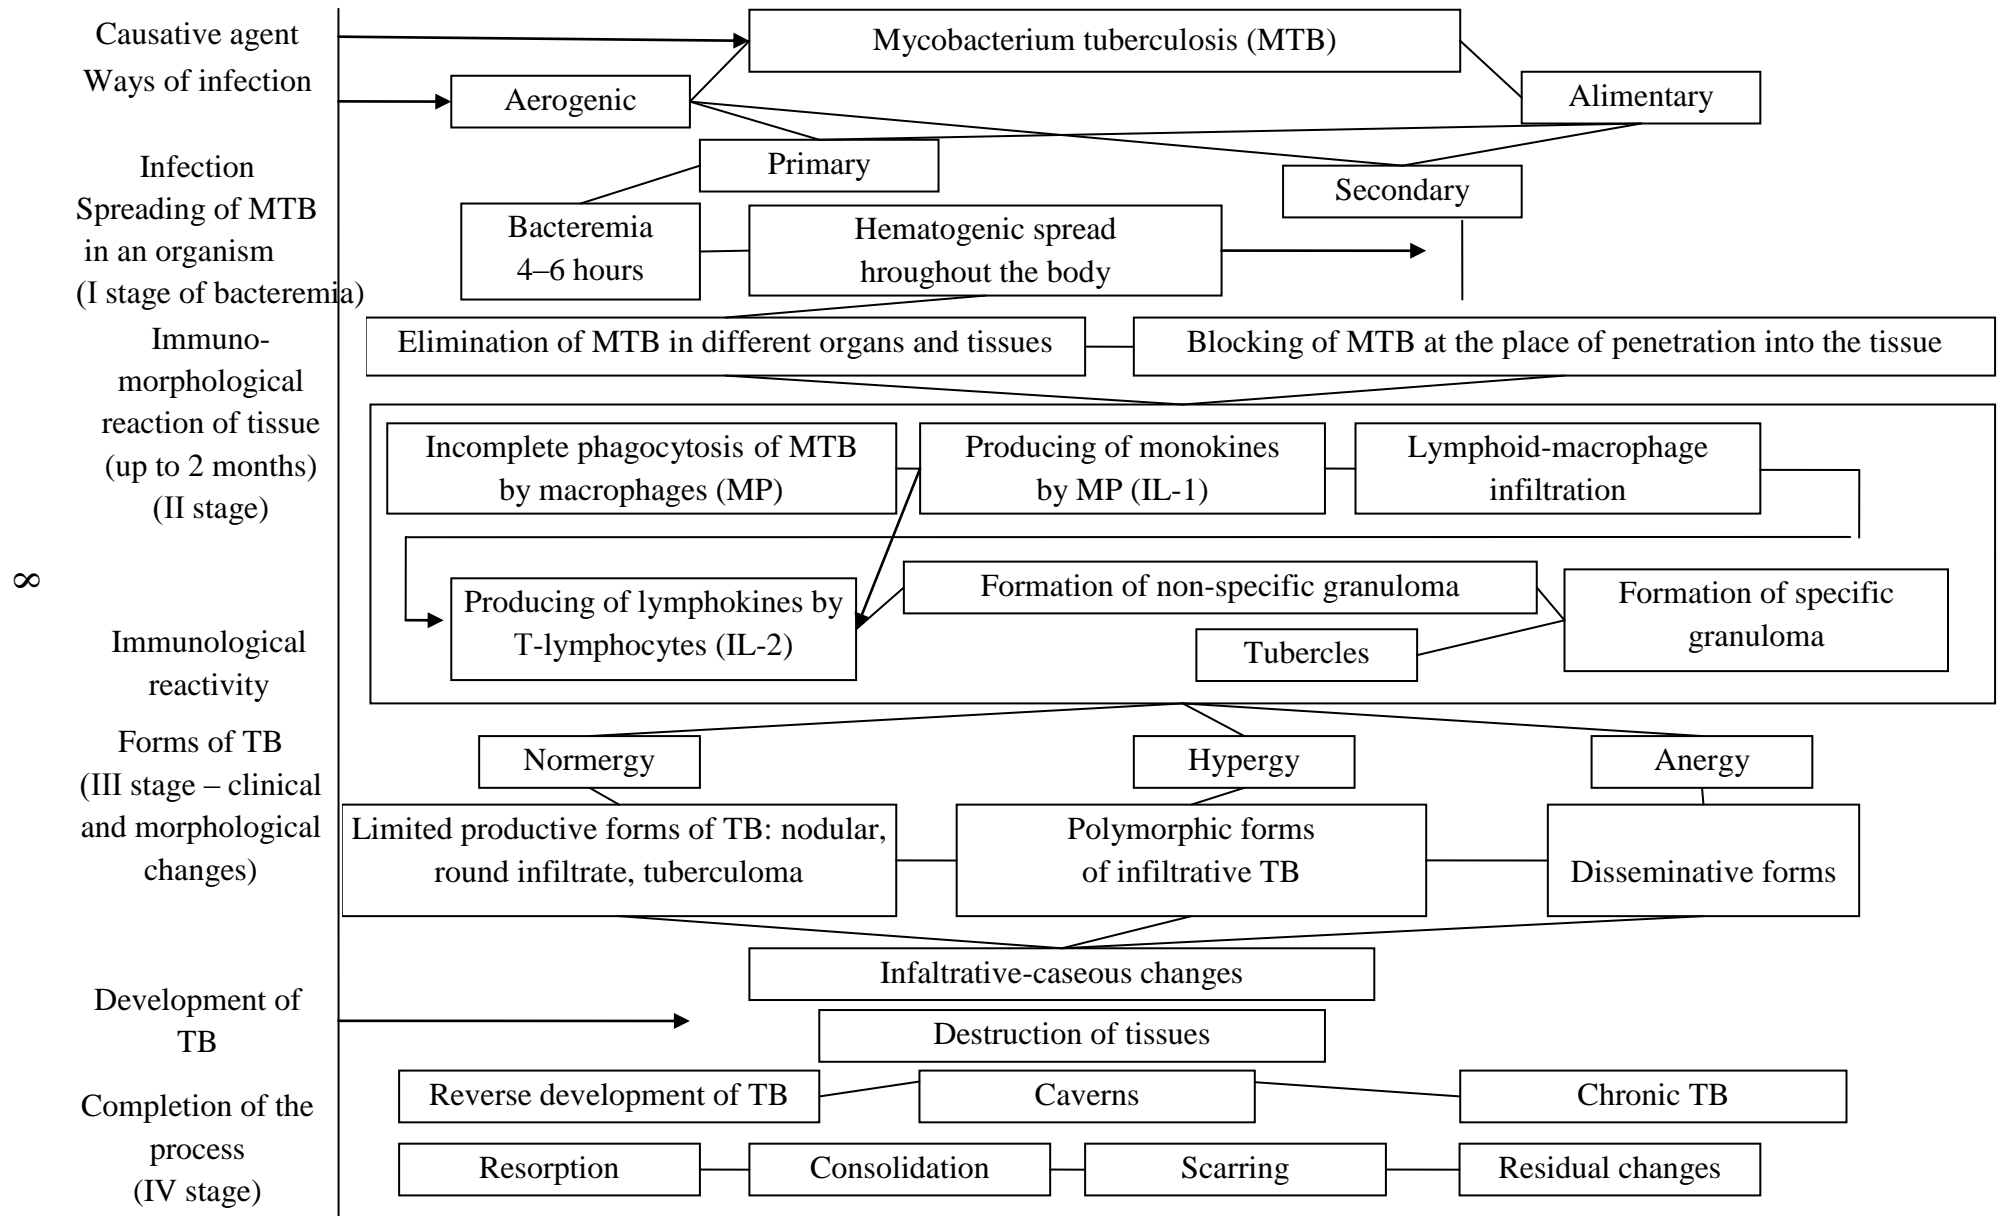 Causative agent
Mycobacterium tuberculosis (MTB)
Ways of infection
Aerogenic
Alimentary
Infection
Primary
Secondary
Spreading of MTB
in an organism
(I stage of bacteremia)
Bacteremia
4–6 hours
Hematogenic spread
hroughout the body
Immuno-
morphological
reaction of tissue
(up to 2 months)
(II stage)
Elimination of MTB in different organs and tissues
Blocking of MTB at the place of penetration into the tissue
Incomplete phagocytosis of MTB
by macrophages (MP)
Producing of monokines
by MP (IL-1)
Lymphoid-macrophage
infiltration
∞
Producing of lymphokines by
T-lymphocytes (IL-2)
Formation of non-specific granuloma
Formation of specific
granuloma
Tubercles
Immunological
reactivity
Normergy
Hypergy
Anergy
Forms of TB
(III stage – clinical
and morphological
changes)
Limited productive forms of TB: nodular,
round infiltrate, tuberculoma
Polymorphic forms
of infiltrative TB
Disseminative forms
Infaltrative-caseous changes
Development of
TB
Destruction of tissues
Reverse development of TB
Caverns
Chronic TB
Completion of the
process
(IV stage)
Resorption
Consolidation
Scarring
Residual changes